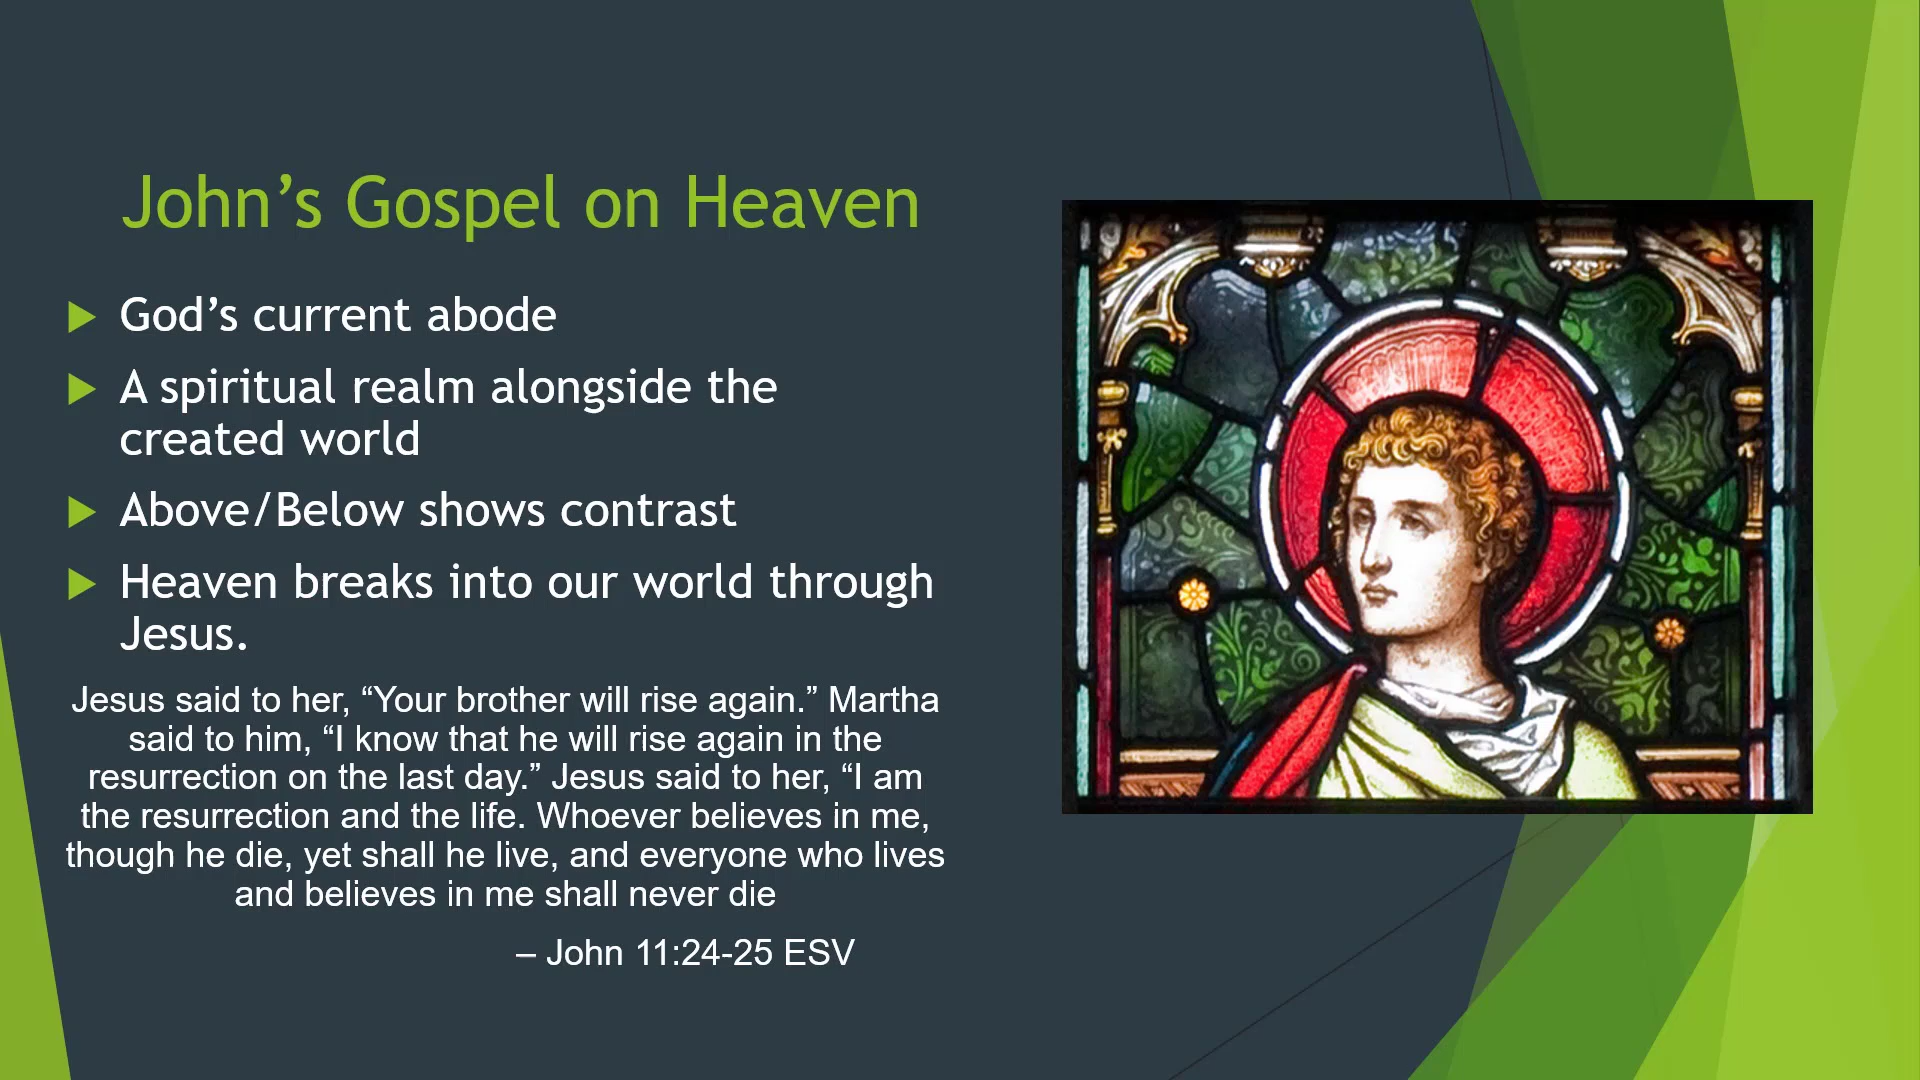 John’s Gospel on Heaven
God’s current abode
A spiritual realm alongside the
created world
Above/Below shows contrast
Heaven breaks into our world through
Jesus.
Jesus said to her, “Your brother will rise again.” Martha
said to him, “I know that he will rise again in the
resurrection on the last day.” Jesus said to her, “I am
the resurrection and the life. Whoever believes in me,
though he die, yet shall he live, and everyone who lives
and believes in me shall never die
– John 11:24-25 ESV